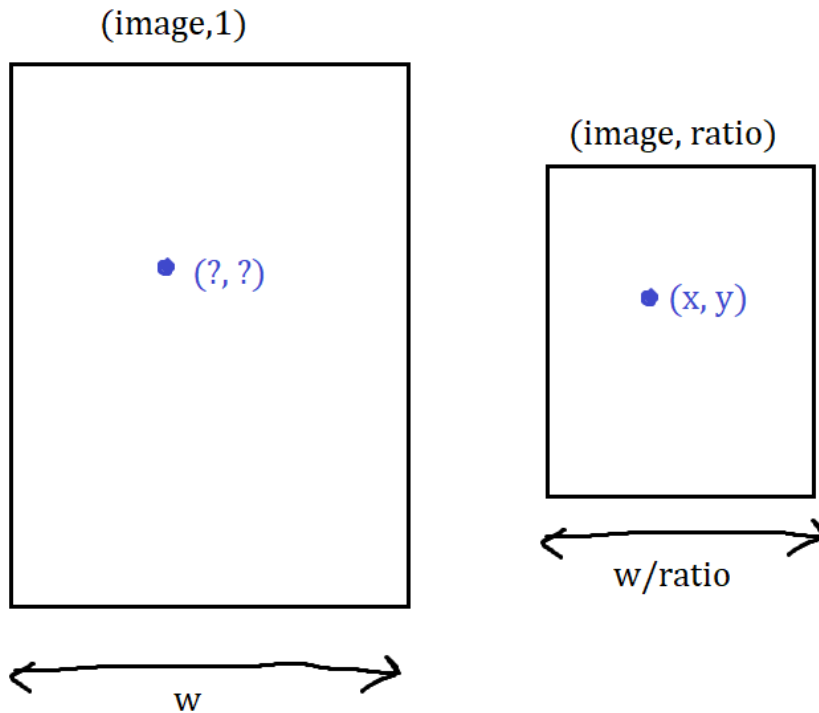 (image,1)
(?, ?)
w
(image, ratio)
(x, y)
w/ratio